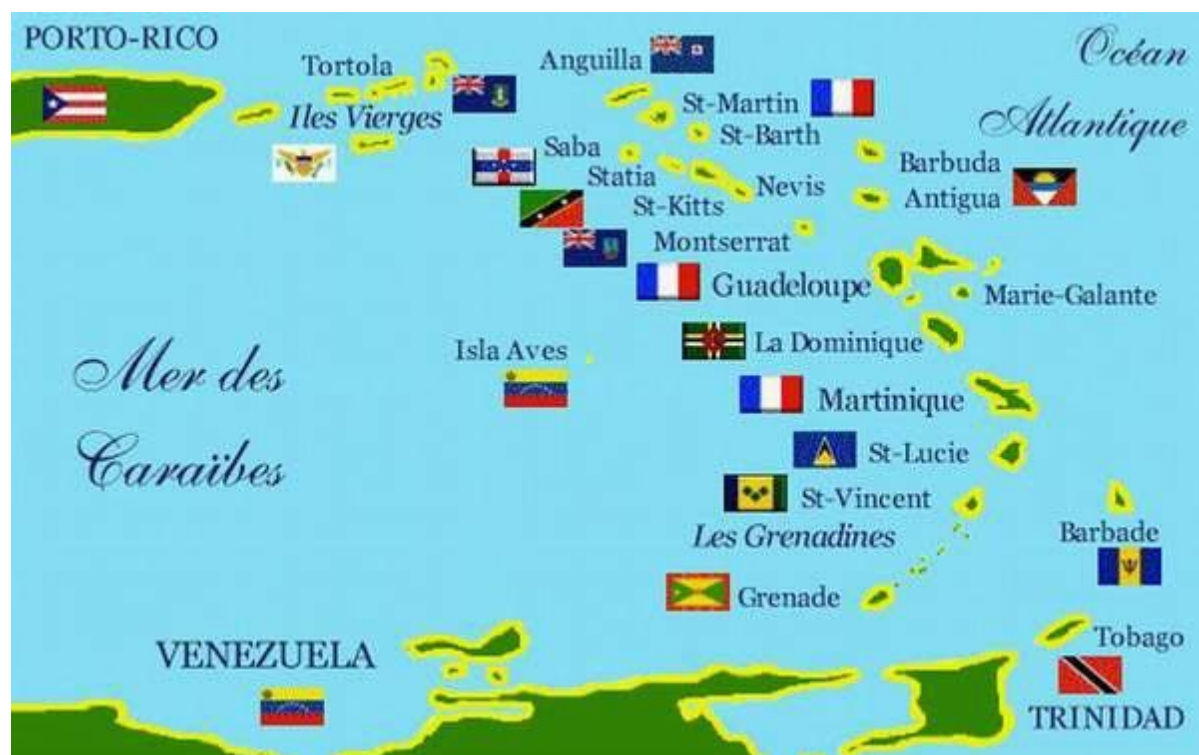 PORTO-RICO
Océan
Atlantique
Tortola
Iles Vierges
Anguilla
St-Martin
St-Barth
Saba
Statia
St-Kitts
Nevis
Barbuda
Antigua
Montserrat
Guadeloupe
Marie-Galante
La Dominique
Isla Aves
Mer des
Caraïbes
Martinique
St-Lucie
St-Vincent
Les Grenadines
Barbade
Grenade
VENEZUELA
Tobago
TRINIDAD